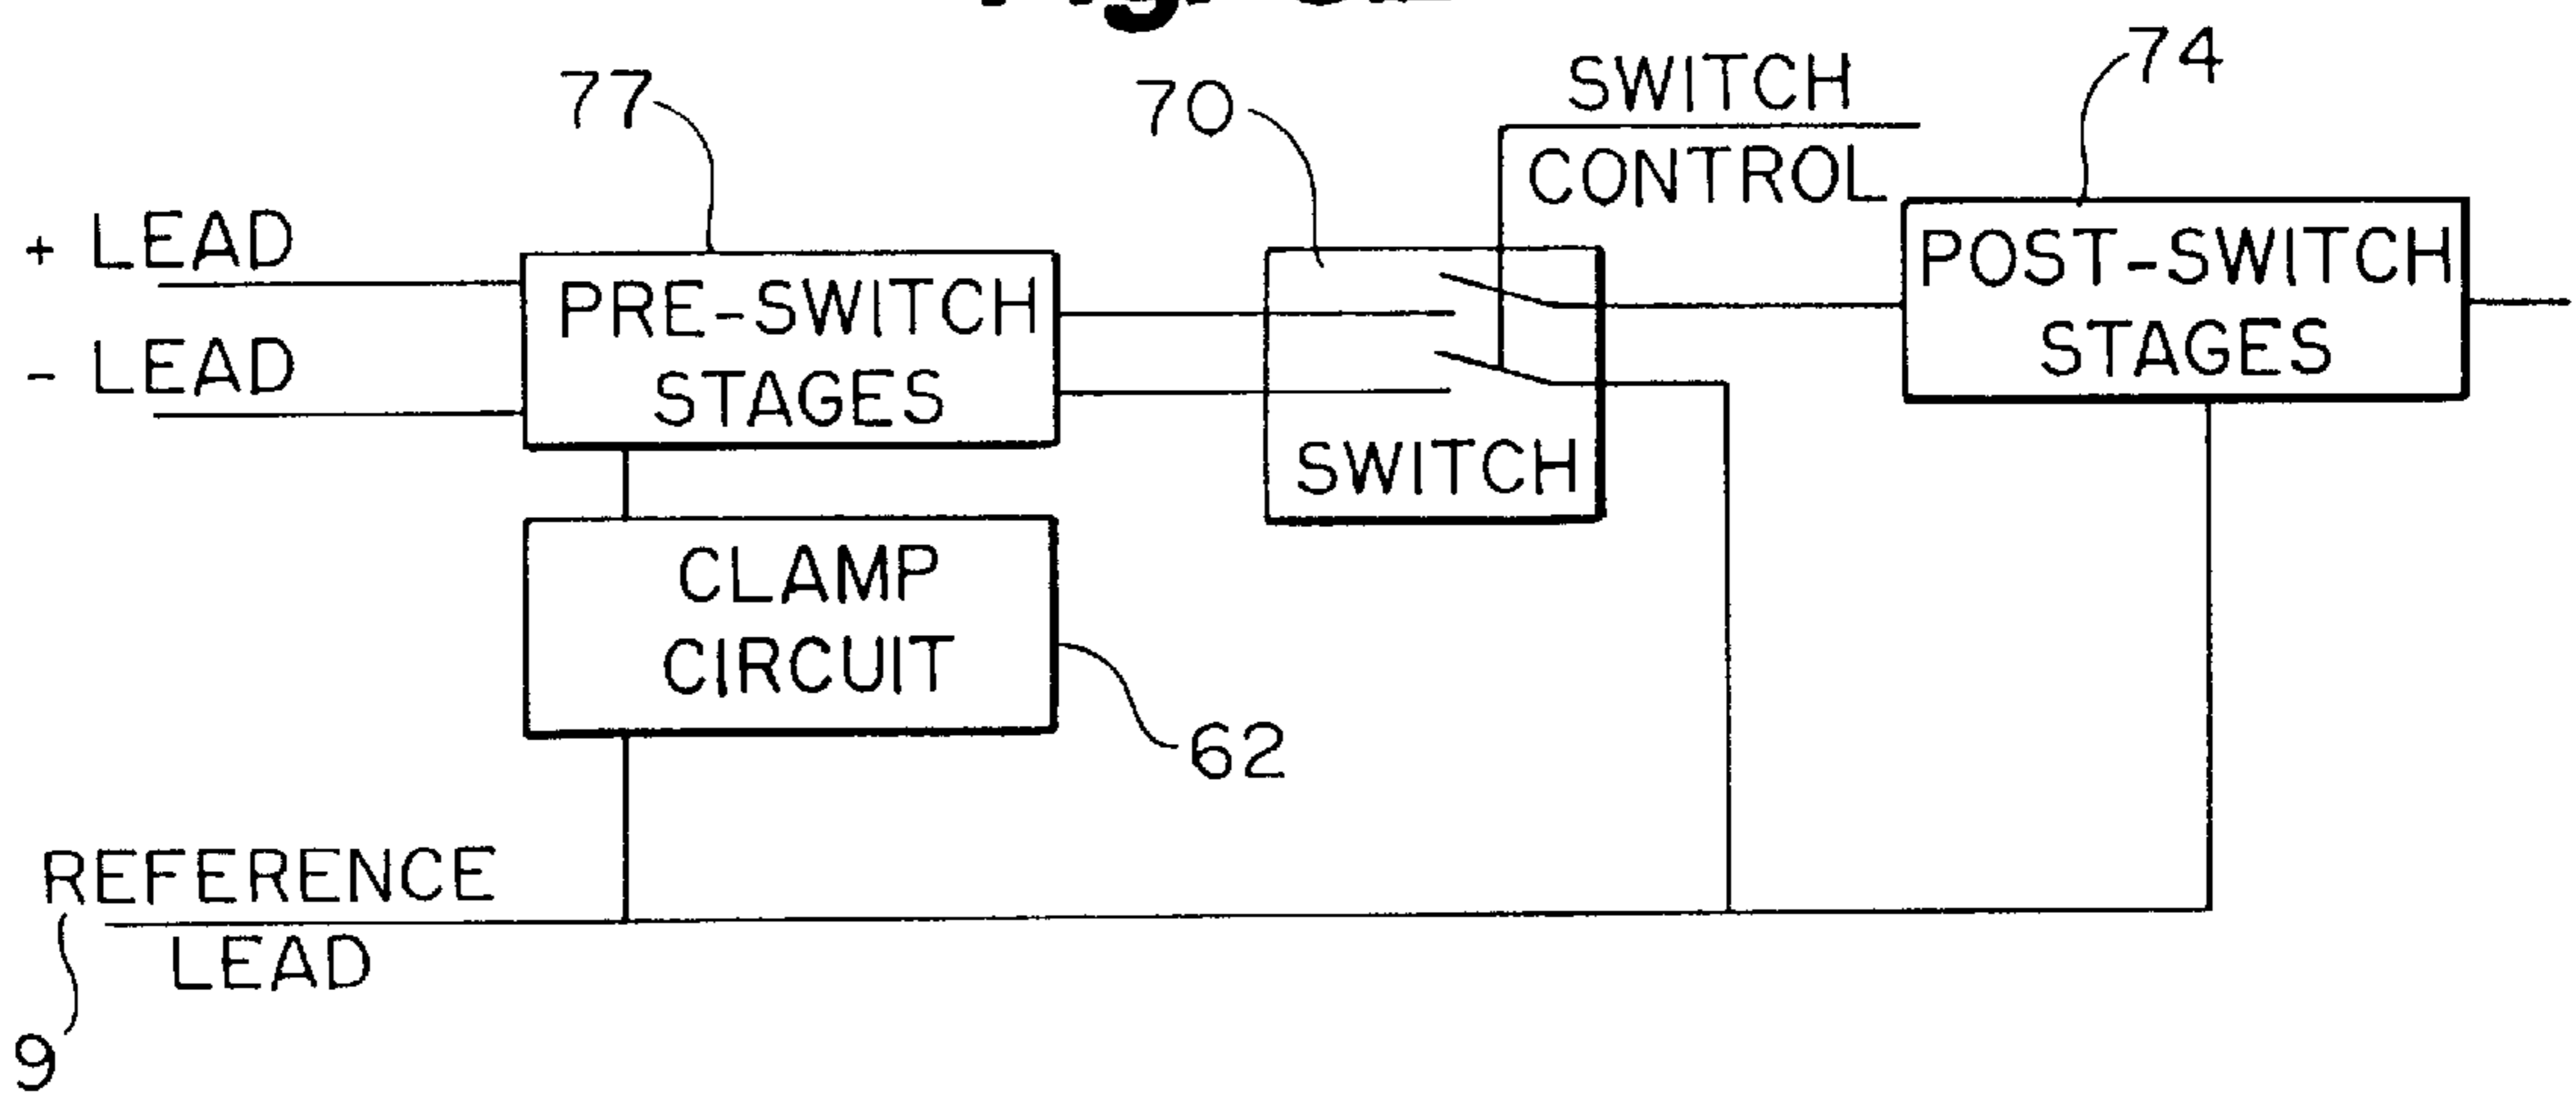 77
70
SWITCH
CONTROL
74
+ LEAD
- LEAD
PRE-SWITCH
STAGES
SWITCH
POST-SWITCH
STAGES
CLAMP
CIRCUIT
62
REFERENCE
LEAD
9